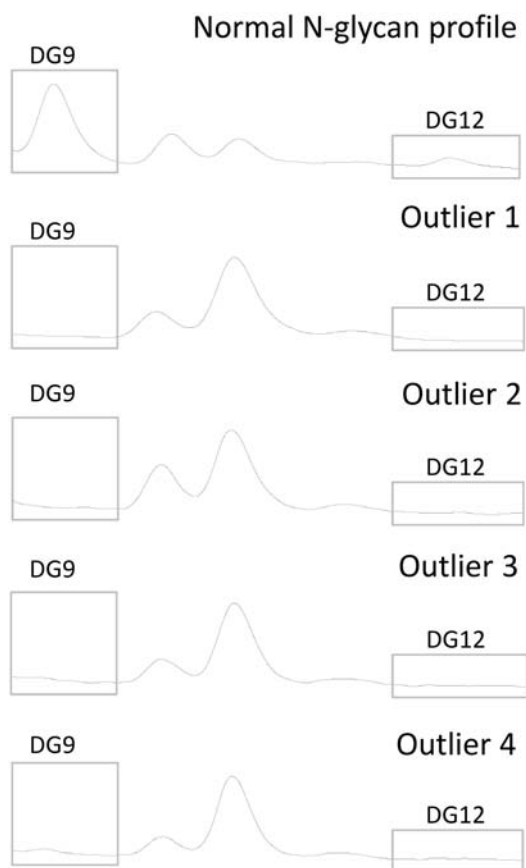 Normal N-glycan profile
DG9
DG12
Outlier 1
DG9
DG12
Outlier 2
DG9
DG12
Outlier 3
DG9
DG12
Outlier 4
DG9
DG12